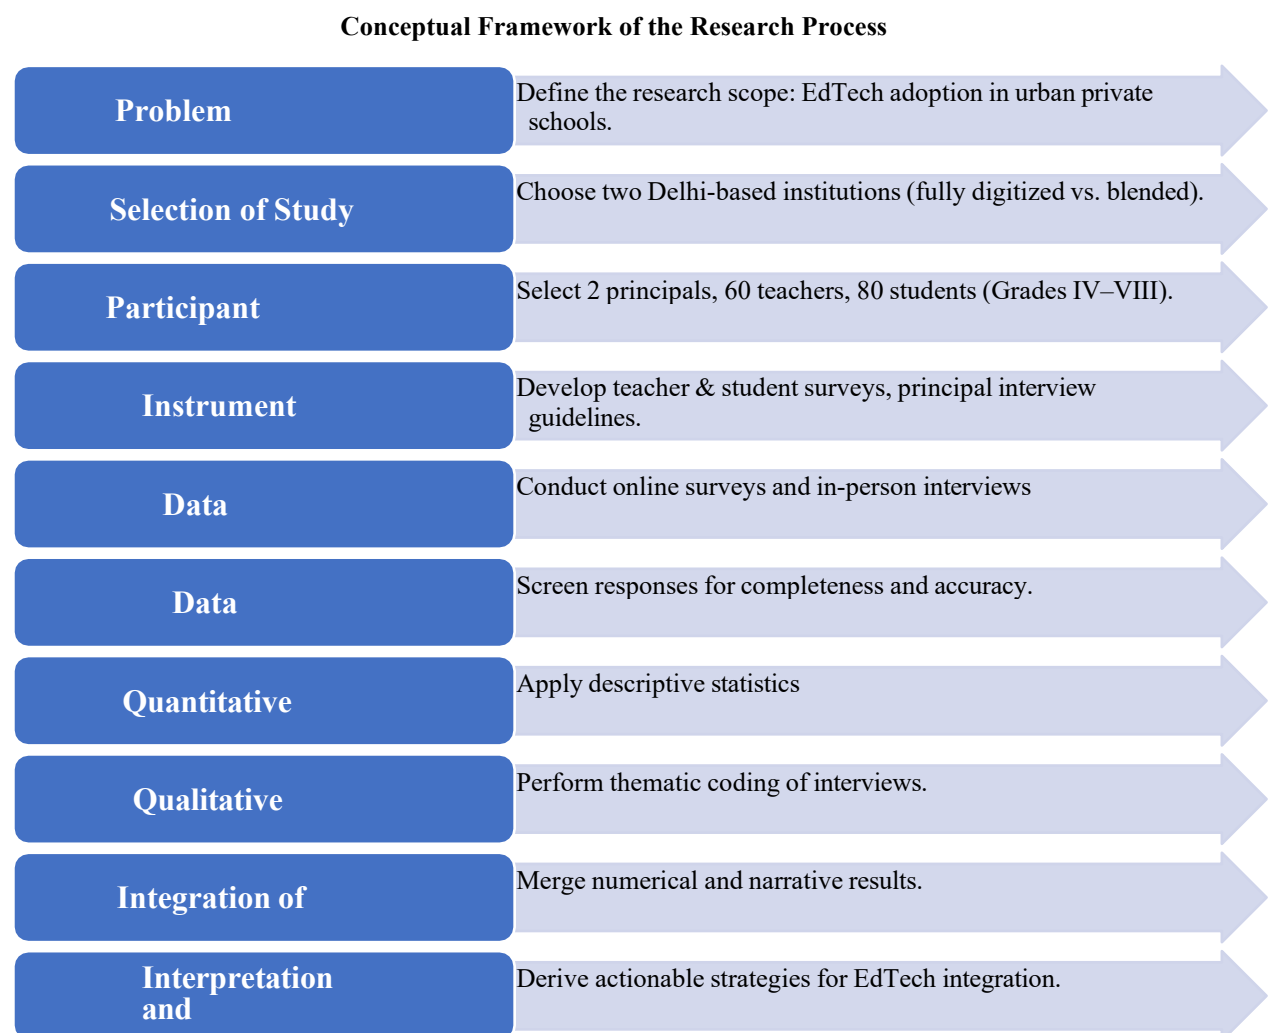 Conceptual Framework of the Research Process
Problem
Define the research scope: EdTech adoption in urban private
schools.
Selection of Study
Choose two Delhi-based institutions (fully digitized vs. blended).
Participant
Select 2 principals, 60 teachers, 80 students (Grades IV–VIII).
Instrument
Develop teacher & student surveys, principal interview
guidelines.
Data
Conduct online surveys and in-person interviews
Data
Screen responses for completeness and accuracy.
Quantitative
Apply descriptive statistics
Qualitative
Perform thematic coding of interviews.
Integration of
Merge numerical and narrative results.
Interpretation
and
Derive actionable strategies for EdTech integration.